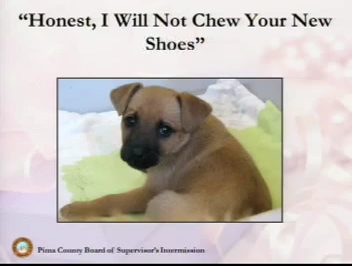 “Honest, I Will Not Chew Your New
Shoes”
Pima County Board of Supervisor's Intermission